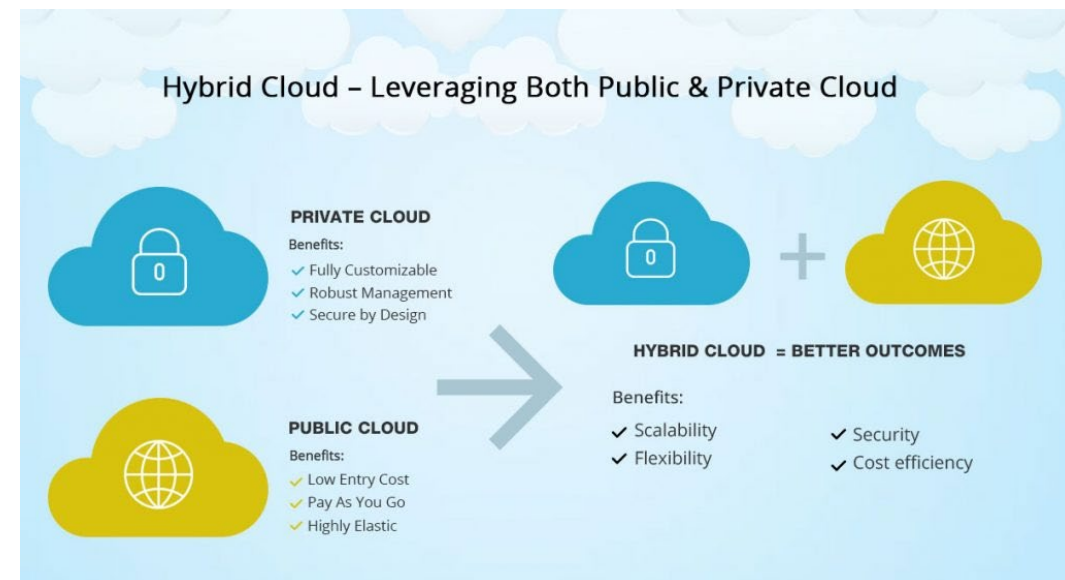 Hybrid Cloud – Leveraging Both Public & Private Cloud
PRIVATE CLOUD
Benefits:
✓ Fully Customizable
✓ Robust Management
✓ Secure by Design
PUBLIC CLOUD
Benefits:
✓ Low Entry Cost
✓ Pay As You Go
✓ Highly Elastic
+
HYBRID CLOUD = BETTER OUTCOMES
Benefits:
✓ Scalability
✓ Flexibility
✓ Security
✓ Cost efficiency